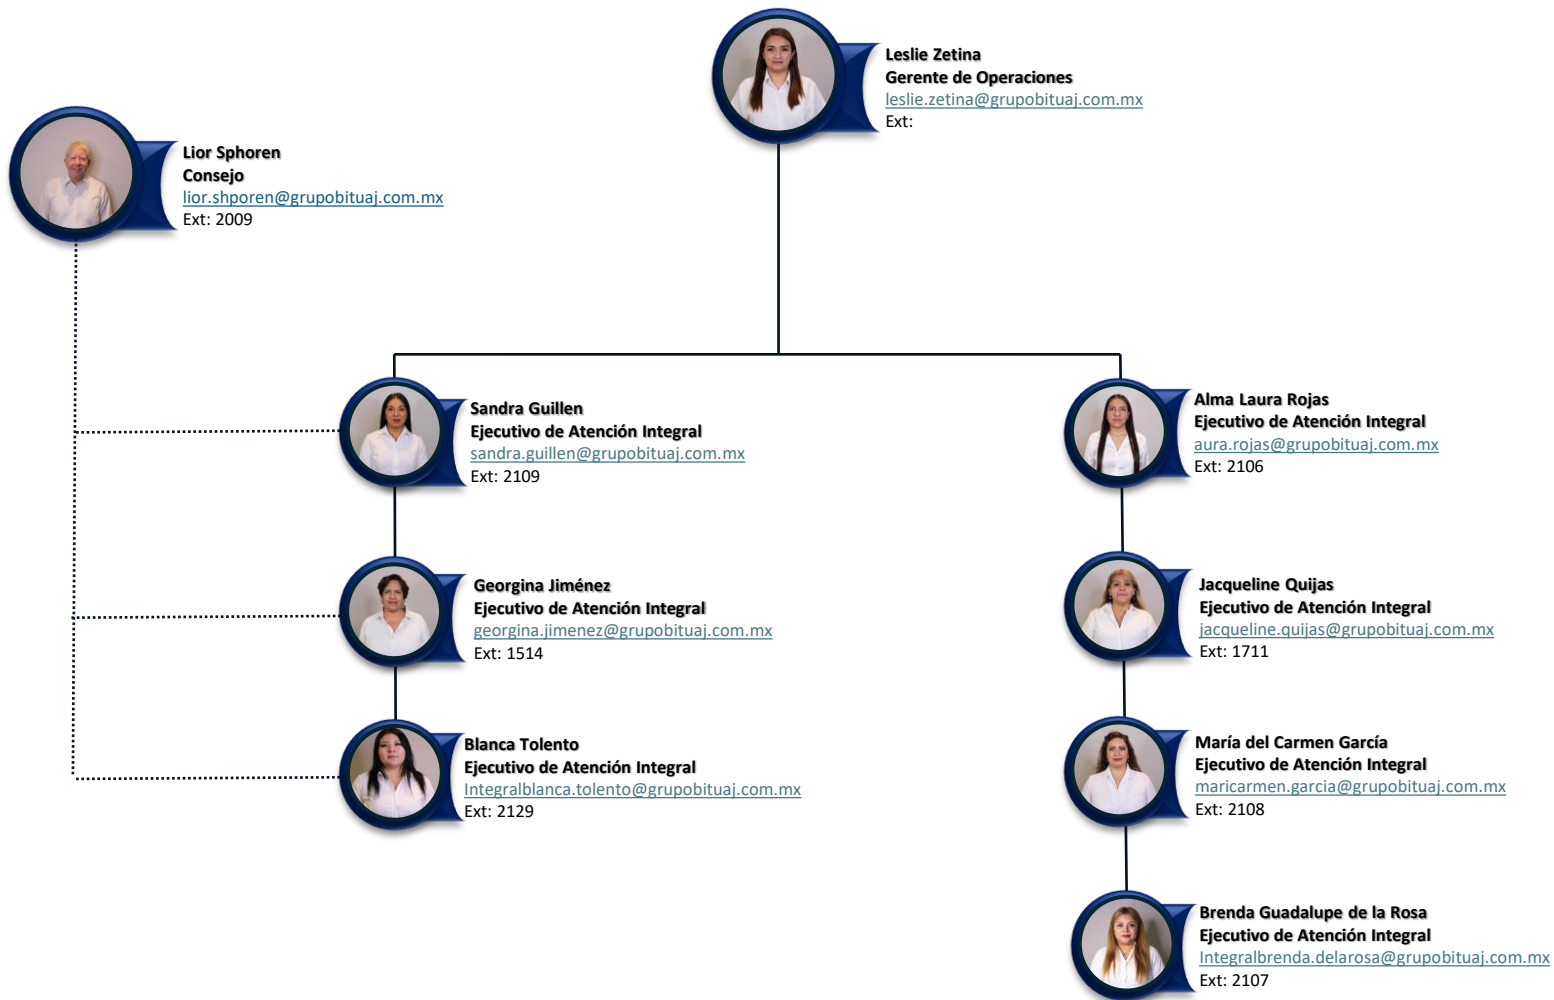 Leslie Zetina
Gerente de Operaciones
leslie.zetina@grupobituaj.com.mx
Ext:
Lior Sphoren
Consejo
lior.shporen@grupobituaj.com.mx
Ext: 2009
Sandra Guillen
Ejecutivo de Atención Integral
sandra.guillen@grupobituaj.com.mx
Ext: 2109
Georgina Jiménez
Ejecutivo de Atención Integral
georgina.jimenez@grupobituaj.com.mx
Ext: 1514
Blanca Tolento
Ejecutivo de Atención Integral
Integralblanca.tolento@grupobituaj.com.mx
Ext: 2129
Alma Laura Rojas
Ejecutivo de Atención Integral
aura.rojas@grupobituaj.com.mx
Ext: 2106
Jacqueline Quijas
Ejecutivo de Atención Integral
jacqueline.quijas@grupobituaj.com.mx
Ext: 1711
María del Carmen García
Ejecutivo de Atención Integral
maricarmen.garcia@grupobituaj.com.mx
Ext: 2108
Brenda Guadalupe de la Rosa
Ejecutivo de Atención Integral
Integralbrenda.delarosa@grupobituaj.com.mx
Ext: 2107